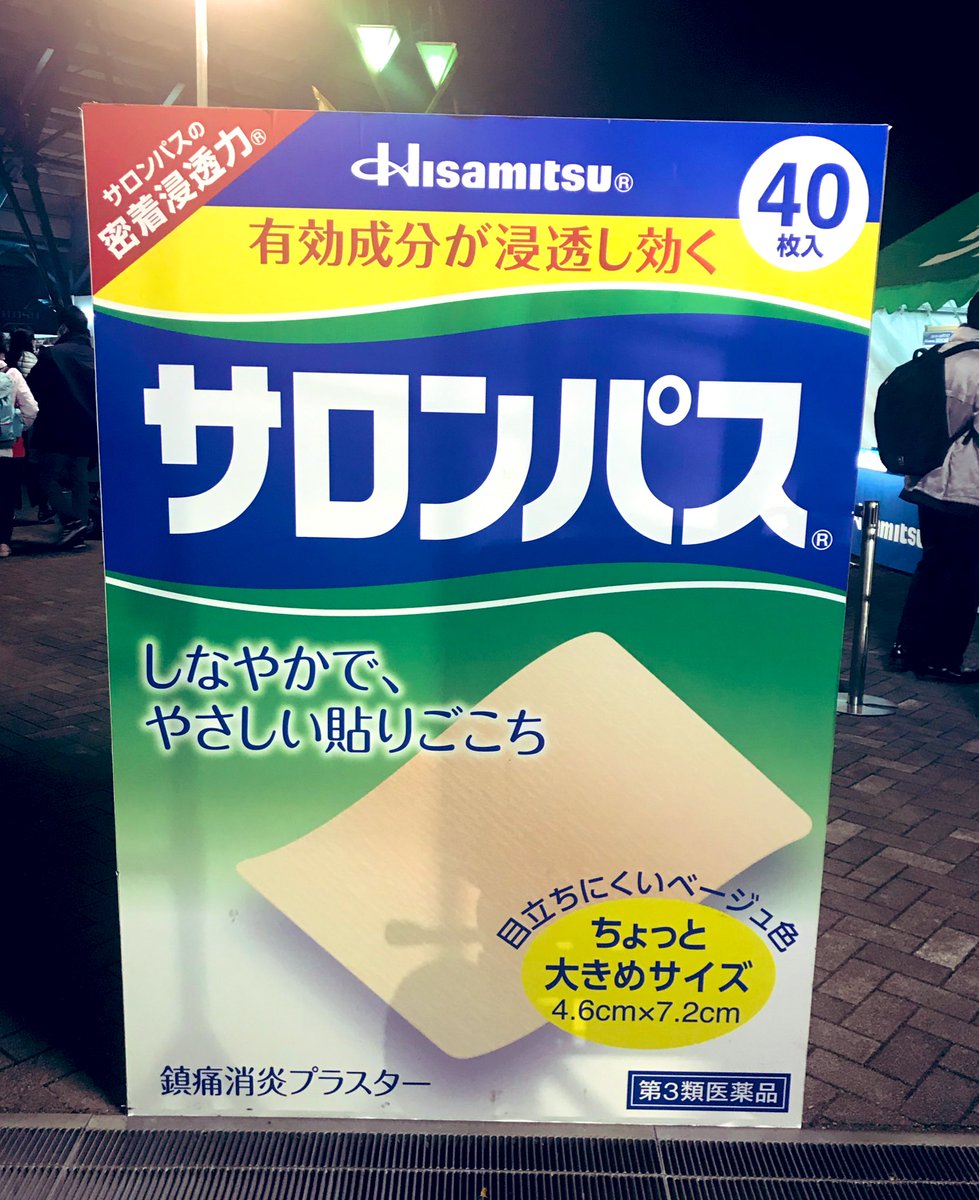 サロンパスの
密着浸透力®
Hisamitsu®
40
枚入
有効成分が浸透し効く
サロンパス®
しなやかで、
やさしい貼りごこち
目立ちにくいベージュ色
ちょっと
大きめサイズ
4.6cm×7.2cm
鎮痛消炎プラスター
第3類医薬品